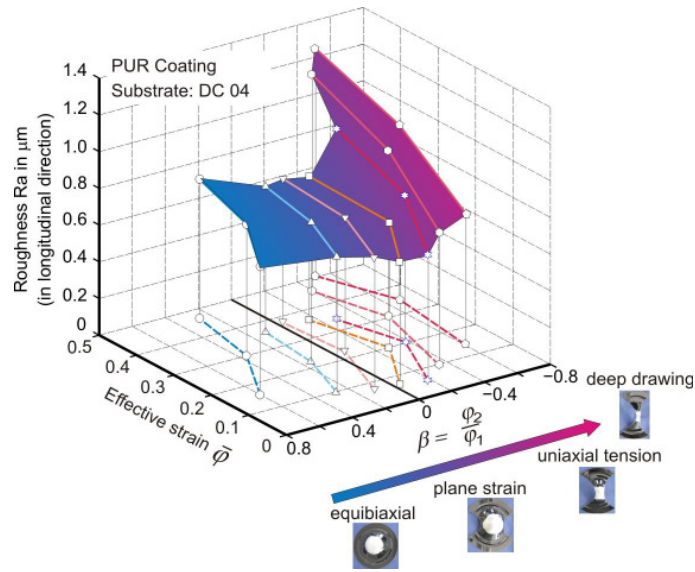 PUR Coating
Substrate: DC 04
Roughness Ra in μm
(in longitudinal direction)
1.4
1.2
1.0
0.8
0.6
0.4
0.2
0
0.5
0.4
0.3
0.2
0.1
0
Effective strain φ̄
0.8
0.4
0
−0.4
−0.8
β = φ2/φ1
deep drawing
uniaxial tension
plane strain
equibiaxial